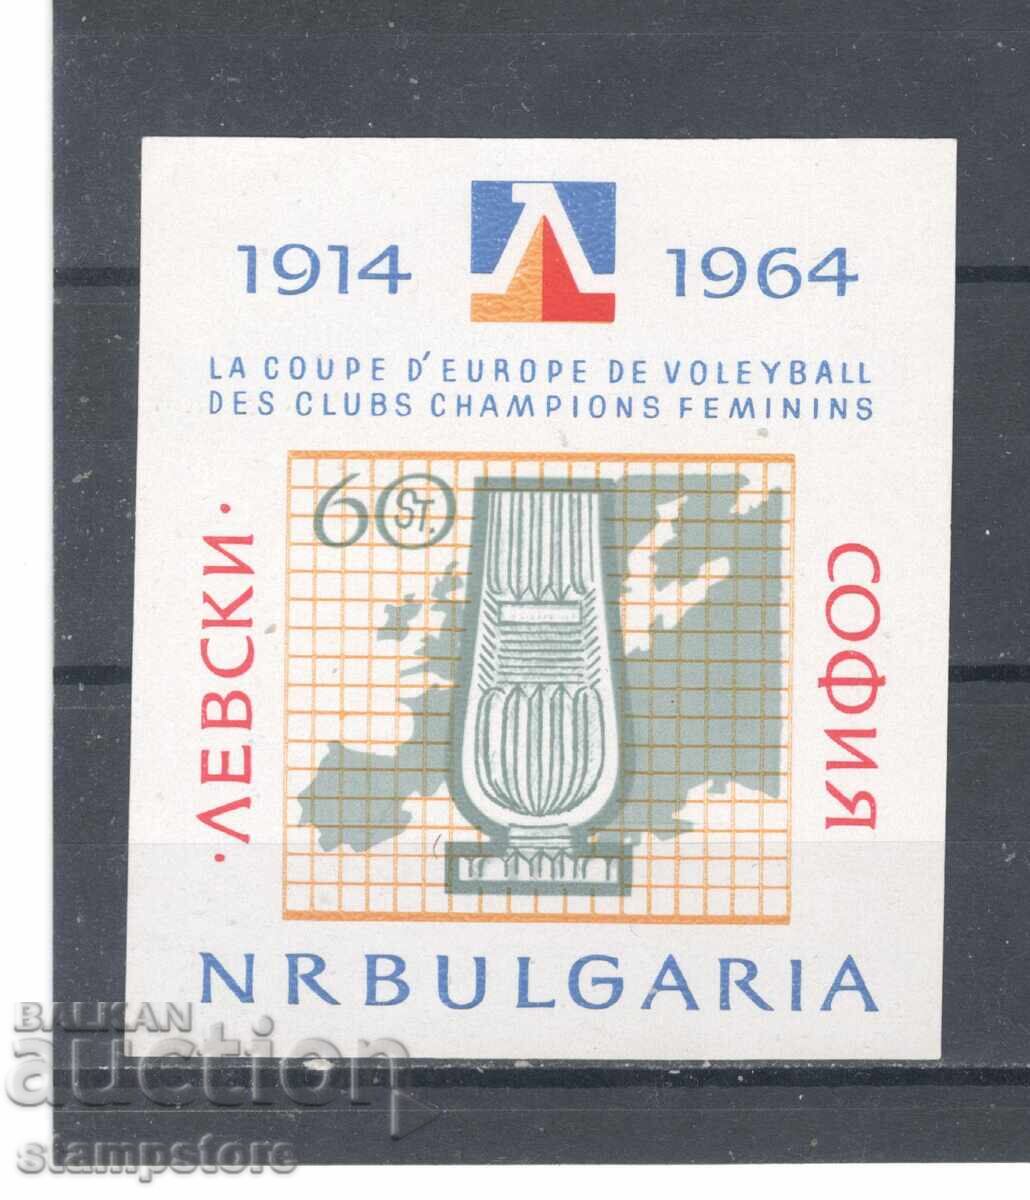 1914 Л 1964
LA COUPE D'EUROPE DE VOLEYBALL
DES CLUBS CHAMPIONS FEMININS
60 ST.
· ЛЕВСКИ ·
СОФИЯ
NRBULGARIA
BALKAN
auction
stampstore